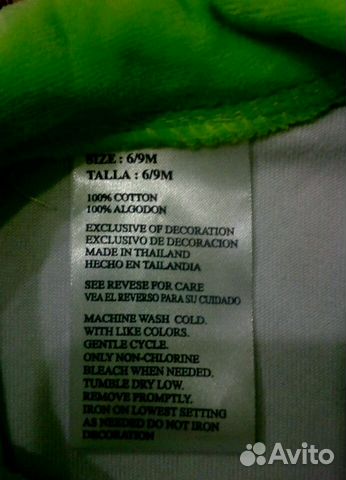 SIZE : 6/9M
TALLA : 6/9M
100% COTTON
100% ALGODON
EXCLUSIVE OF DECORATION
EXCLUSIVO DE DECORACION
MADE IN THAILAND
HECHO EN TAILANDIA
SEE REVESE FOR CARE
VEA EL REVERSO PARA SU CUIDADO
MACHINE WASH COLD.
WITH LIKE COLORS.
GENTLE CYCLE.
ONLY NON-CHLORINE
BLEACH WHEN NEEDED.
TUMBLE DRY LOW.
REMOVE PROMPTLY.
IRON ON LOWEST SETTING
AS NEEDED DO NOT IRON
DECORATION
Avito